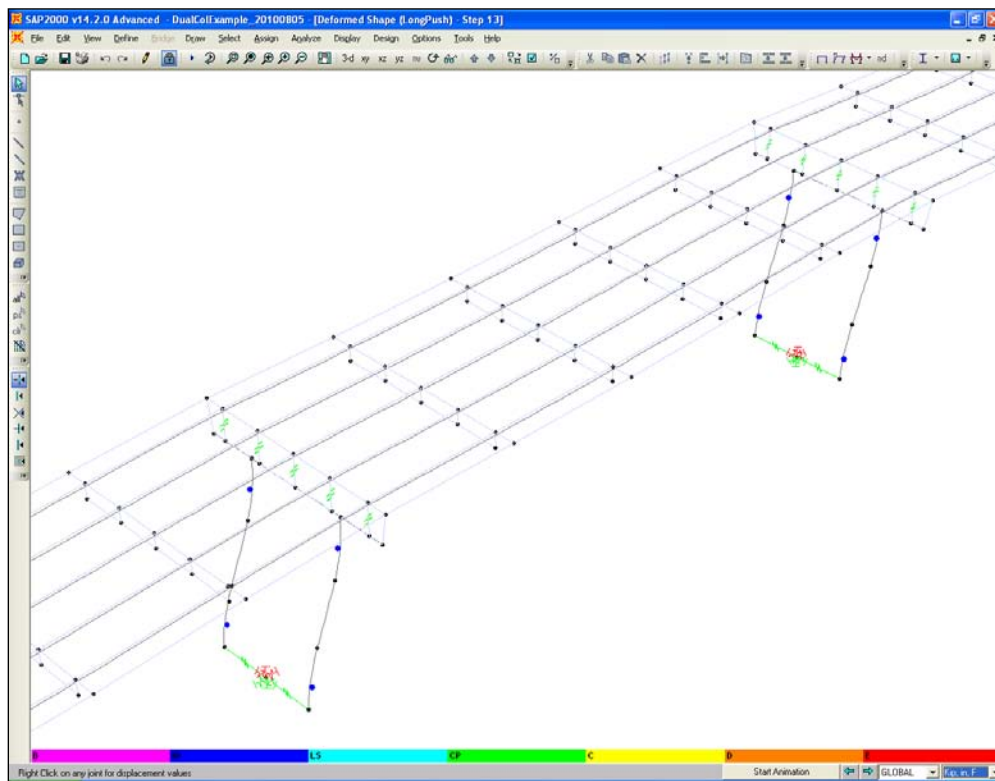 SAP2000 v14.2.0 Advanced - DualColExample_20100805 - [Deformed Shape (LongPush) - Step 13]
File Edit View Define Bridge Draw Select Assign Analyze Display Design Options Tools Help
3-d xy xz yz nv nd
all
B LS CP C D E
Right Click on any joint for displacement values
Start Animation
GLOBAL
Kip, in, F